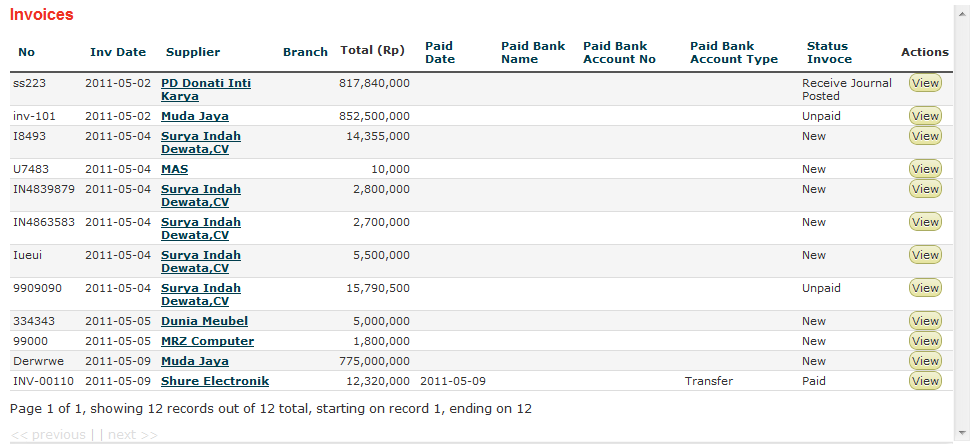 Invoices
No Inv Date Supplier Branch Total (Rp) Paid Date Paid Bank Name Paid Bank Account No Paid Bank Account Type Status Invoce Actions
ss223 2011-05-02 PD Donati Inti Karya 817,840,000 Receive Journal Posted View
inv-101 2011-05-02 Muda Jaya 852,500,000 Unpaid View
I8493 2011-05-04 Surya Indah Dewata,CV 14,355,000 New View
U7483 2011-05-04 MAS 10,000 New View
IN4839879 2011-05-04 Surya Indah Dewata,CV 2,800,000 New View
IN4863583 2011-05-04 Surya Indah Dewata,CV 2,700,000 New View
Iueui 2011-05-04 Surya Indah Dewata,CV 5,500,000 New View
9909090 2011-05-04 Surya Indah Dewata,CV 15,790,500 Unpaid View
334343 2011-05-05 Dunia Meubel 5,000,000 New View
99000 2011-05-05 MRZ Computer 1,800,000 New View
Derwrwe 2011-05-09 Muda Jaya 775,000,000 New View
INV-00110 2011-05-09 Shure Electronik 12,320,000 2011-05-09 Transfer Paid View
Page 1 of 1, showing 12 records out of 12 total, starting on record 1, ending on 12
<< previous | | next >>